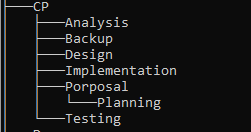 CP
Analysis
Backup
Design
Implementation
Porposal
Planning
Testing